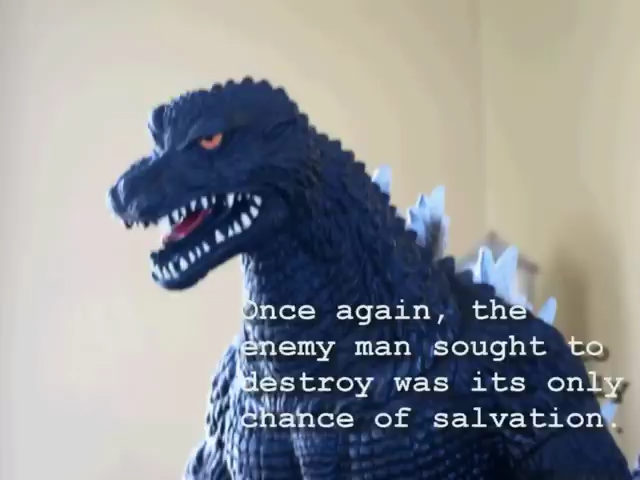 Once again, the
enemy man sought to
destroy was its only
chance of salvation.